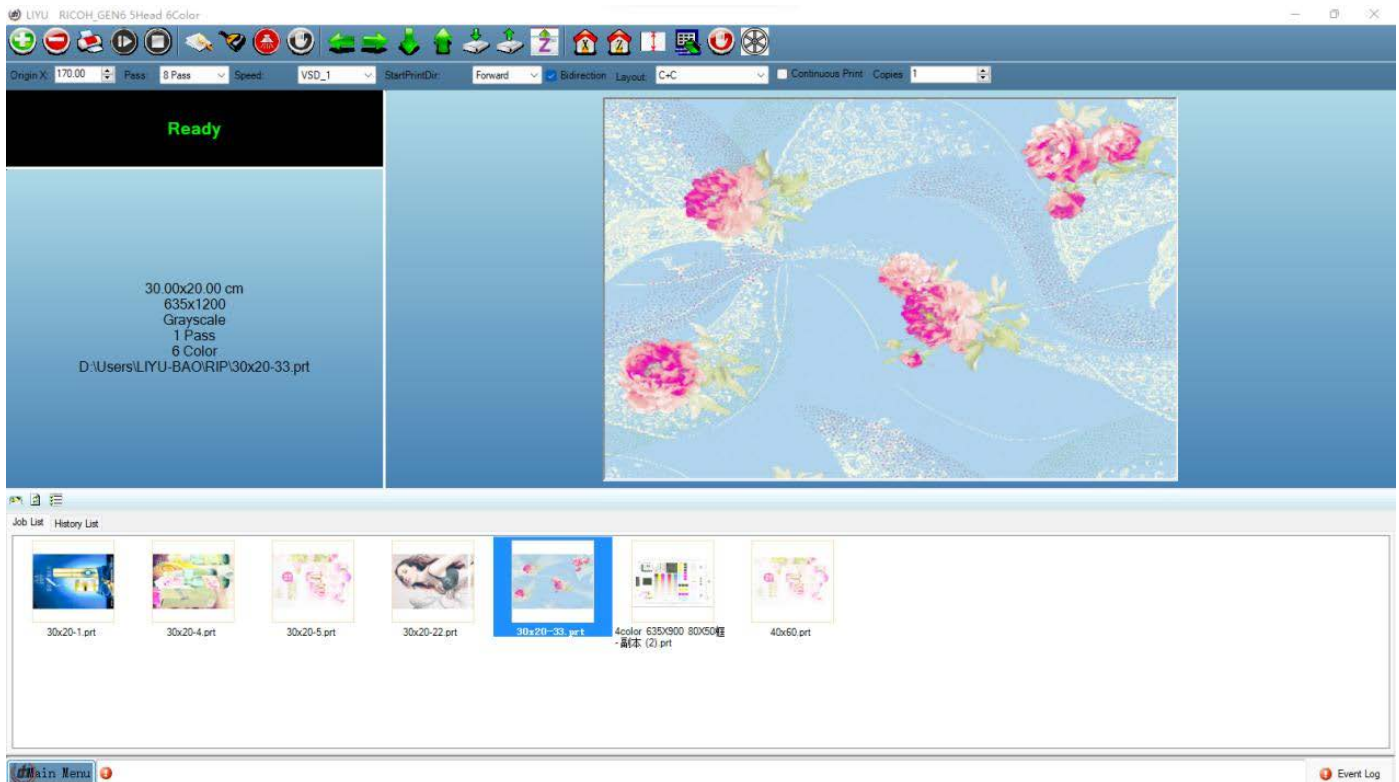 LIYU RICOH_GEN6 5Head 6Color
Origin X: 170.00 Pass: 8 Pass Speed: VSD_1 StartPrintDir: Forward Bidirection Layout: C+C Continuous Print Copies 1
Ready
30.00x20.00 cm
635x1200
Grayscale
1 Pass
6 Color
D:\Users\LIYU-BAO\RIP\30x20-33.prt
Job List History List
30x20-1.prt 30x20-4.prt 30x20-5.prt 30x20-22.prt 30x20-33.prt 4color 635X900 80X50框 40x60.prt
- 副本 (2).prt
Main Menu Event Log